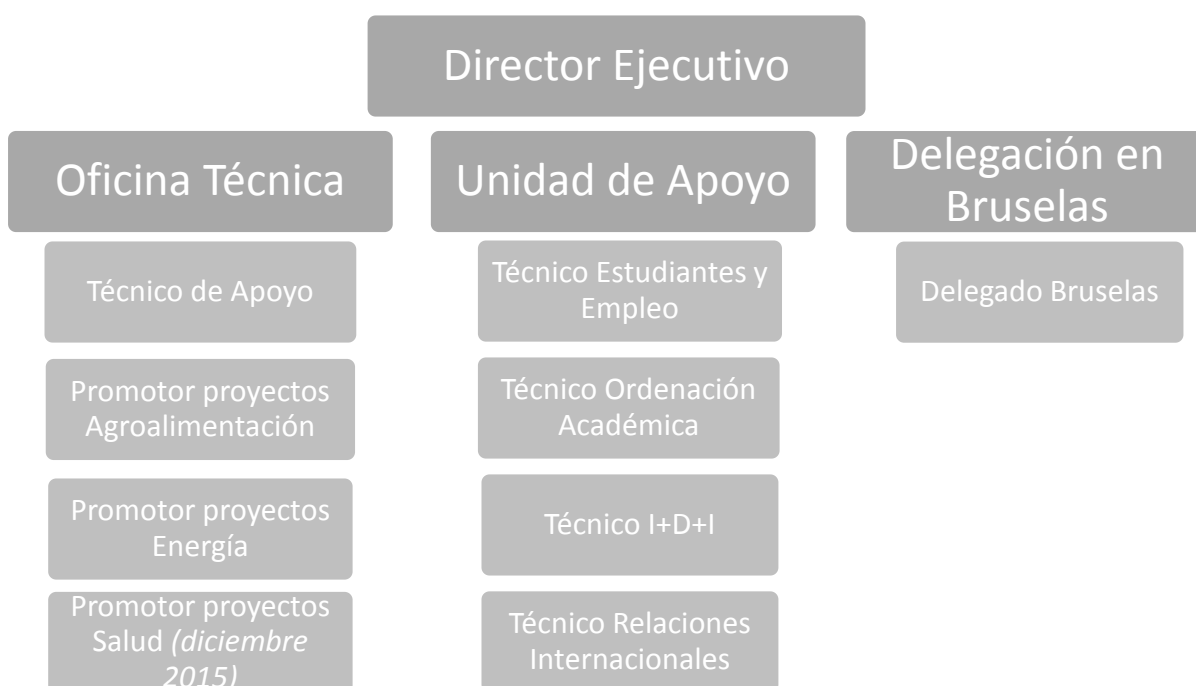 Director Ejecutivo
Oficina Técnica
Técnico de Apoyo
Promotor proyectos
Agroalimentación
Promotor proyectos
Energía
Promotor proyectos
Salud (diciembre
2015)
Unidad de Apoyo
Técnico Estudiantes y
Empleo
Técnico Ordenación
Académica
Técnico I+D+I
Técnico Relaciones
Internacionales
Delegación en
Bruselas
Delegado Bruselas